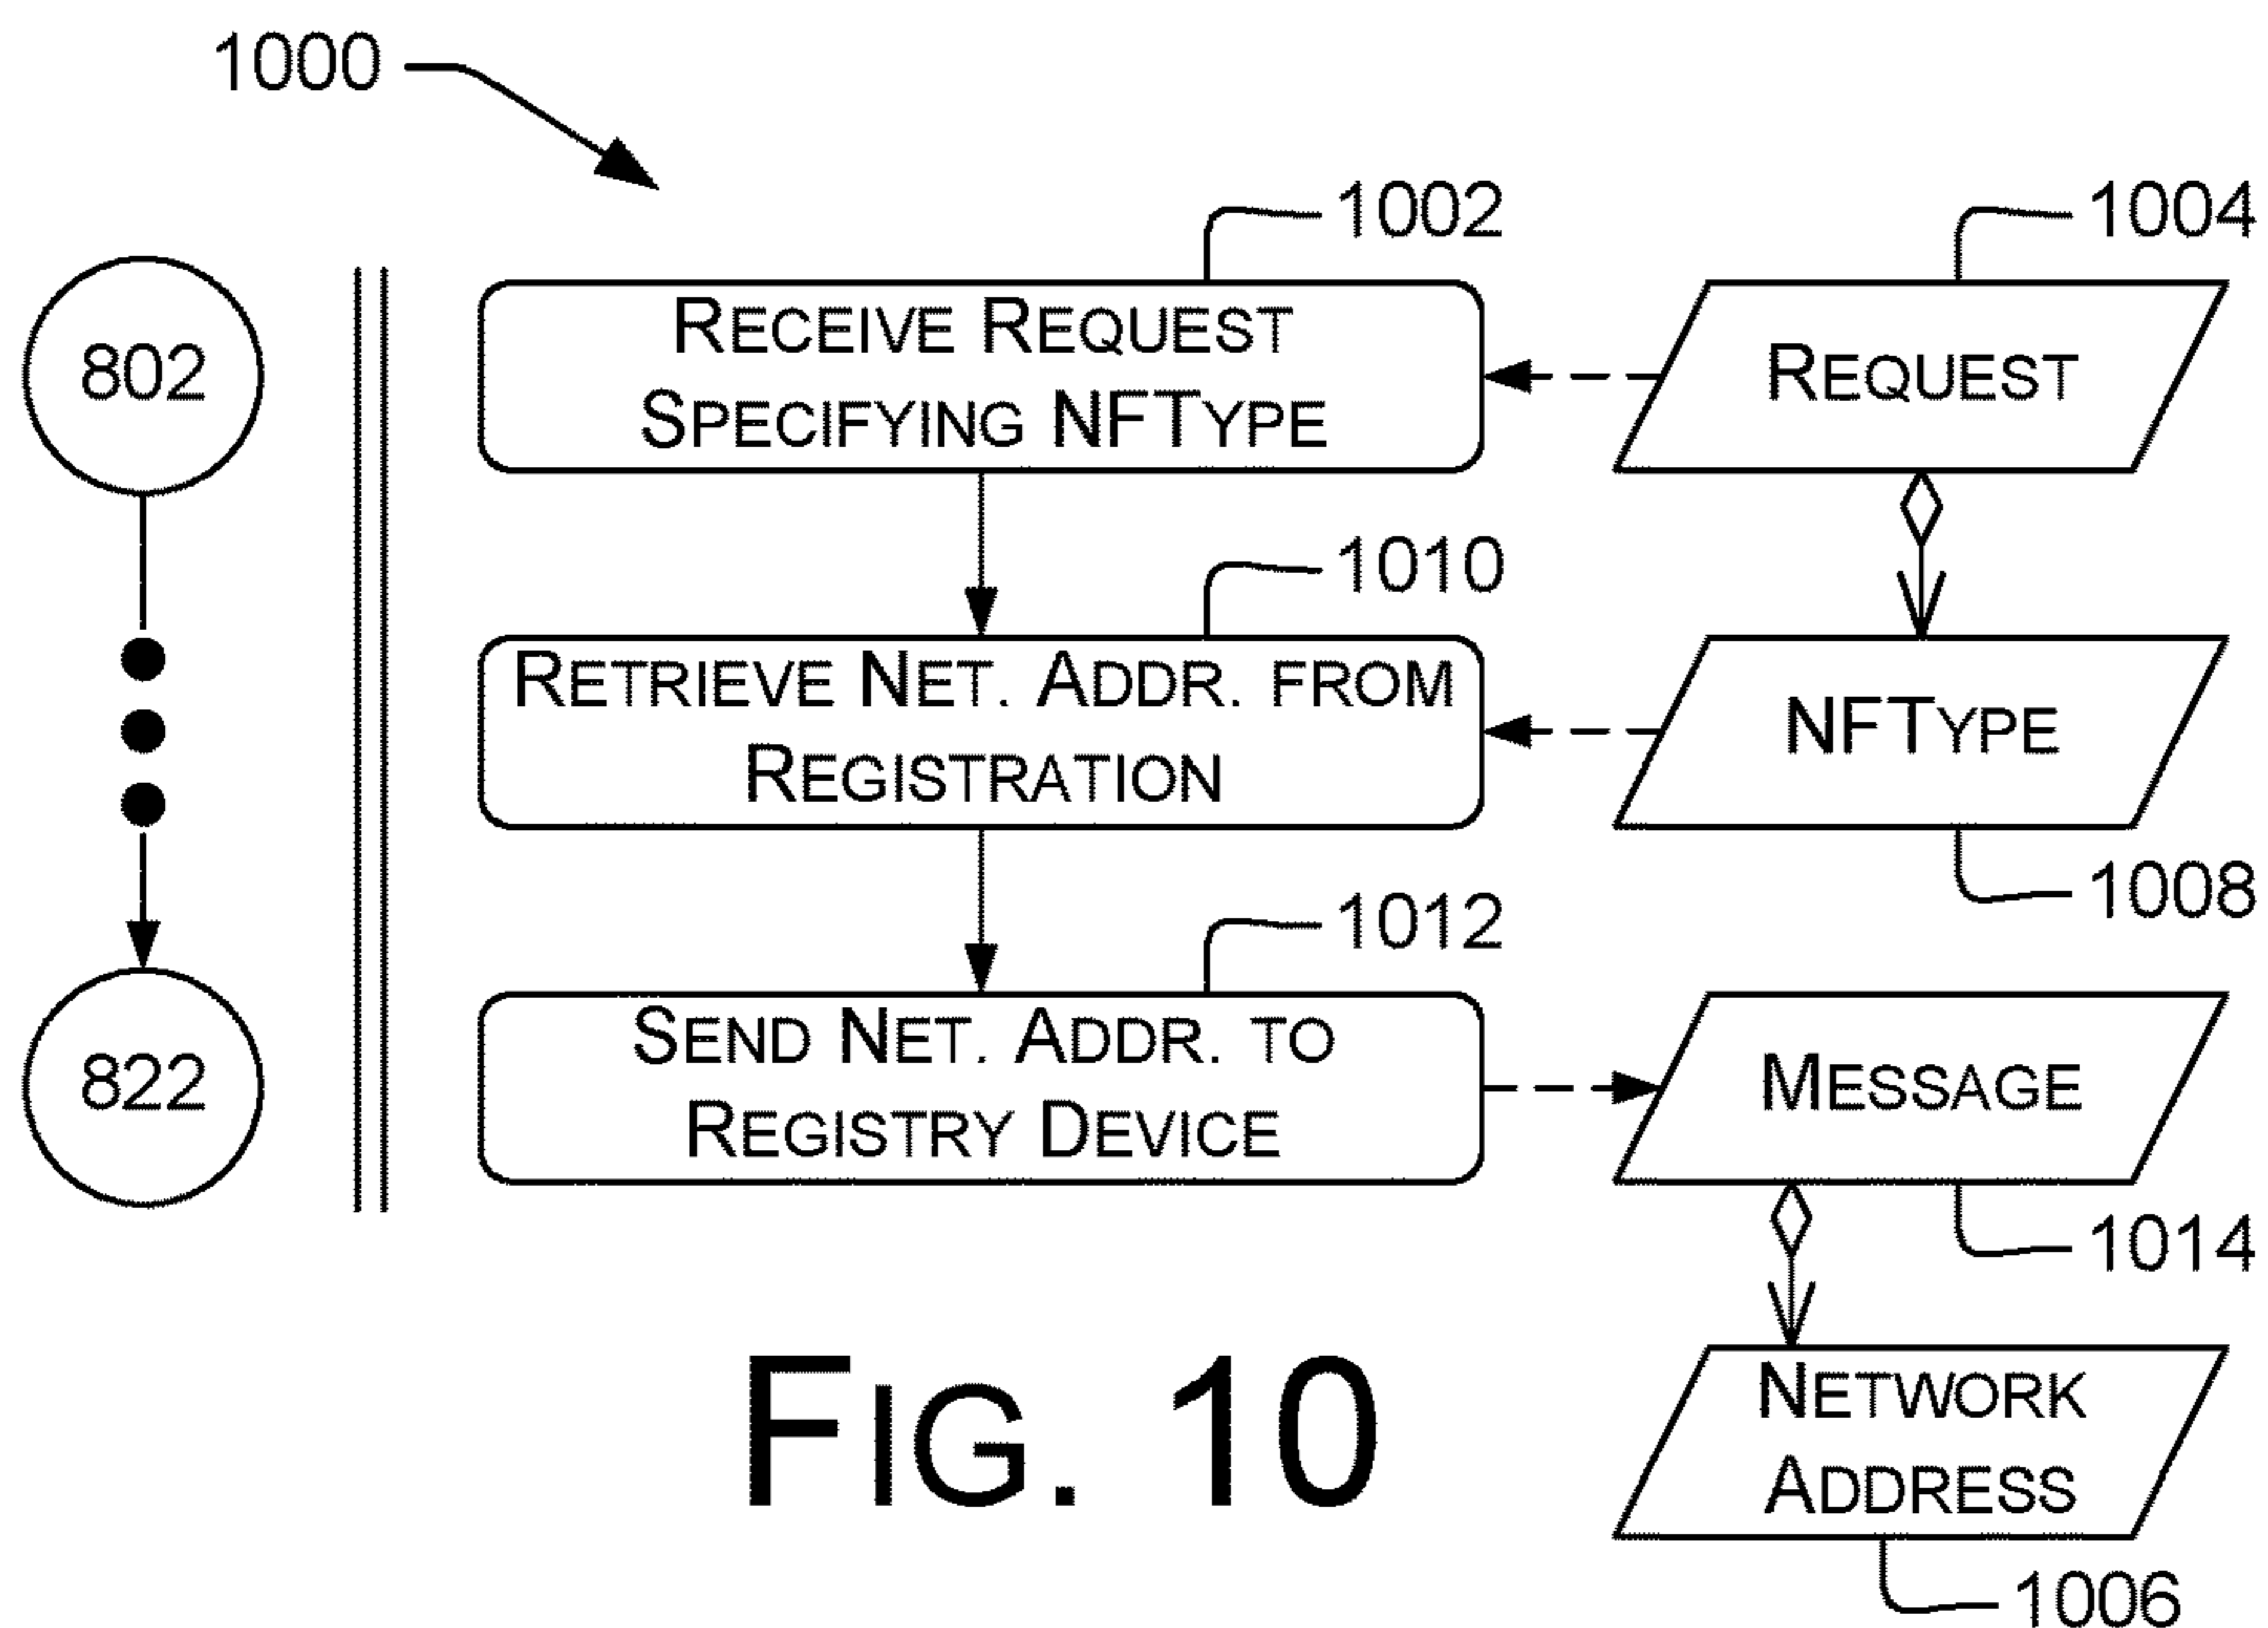 1000
1002
1004
802
RECEIVE REQUEST
SPECIFYING NFTYPE
REQUEST
1010
RETRIEVE NET. ADDR. FROM
REGISTRATION
NFTYPE
1008
1012
822
SEND NET. ADDR. TO
REGISTRY DEVICE
MESSAGE
1014
NETWORK
ADDRESS
1006
FIG. 10